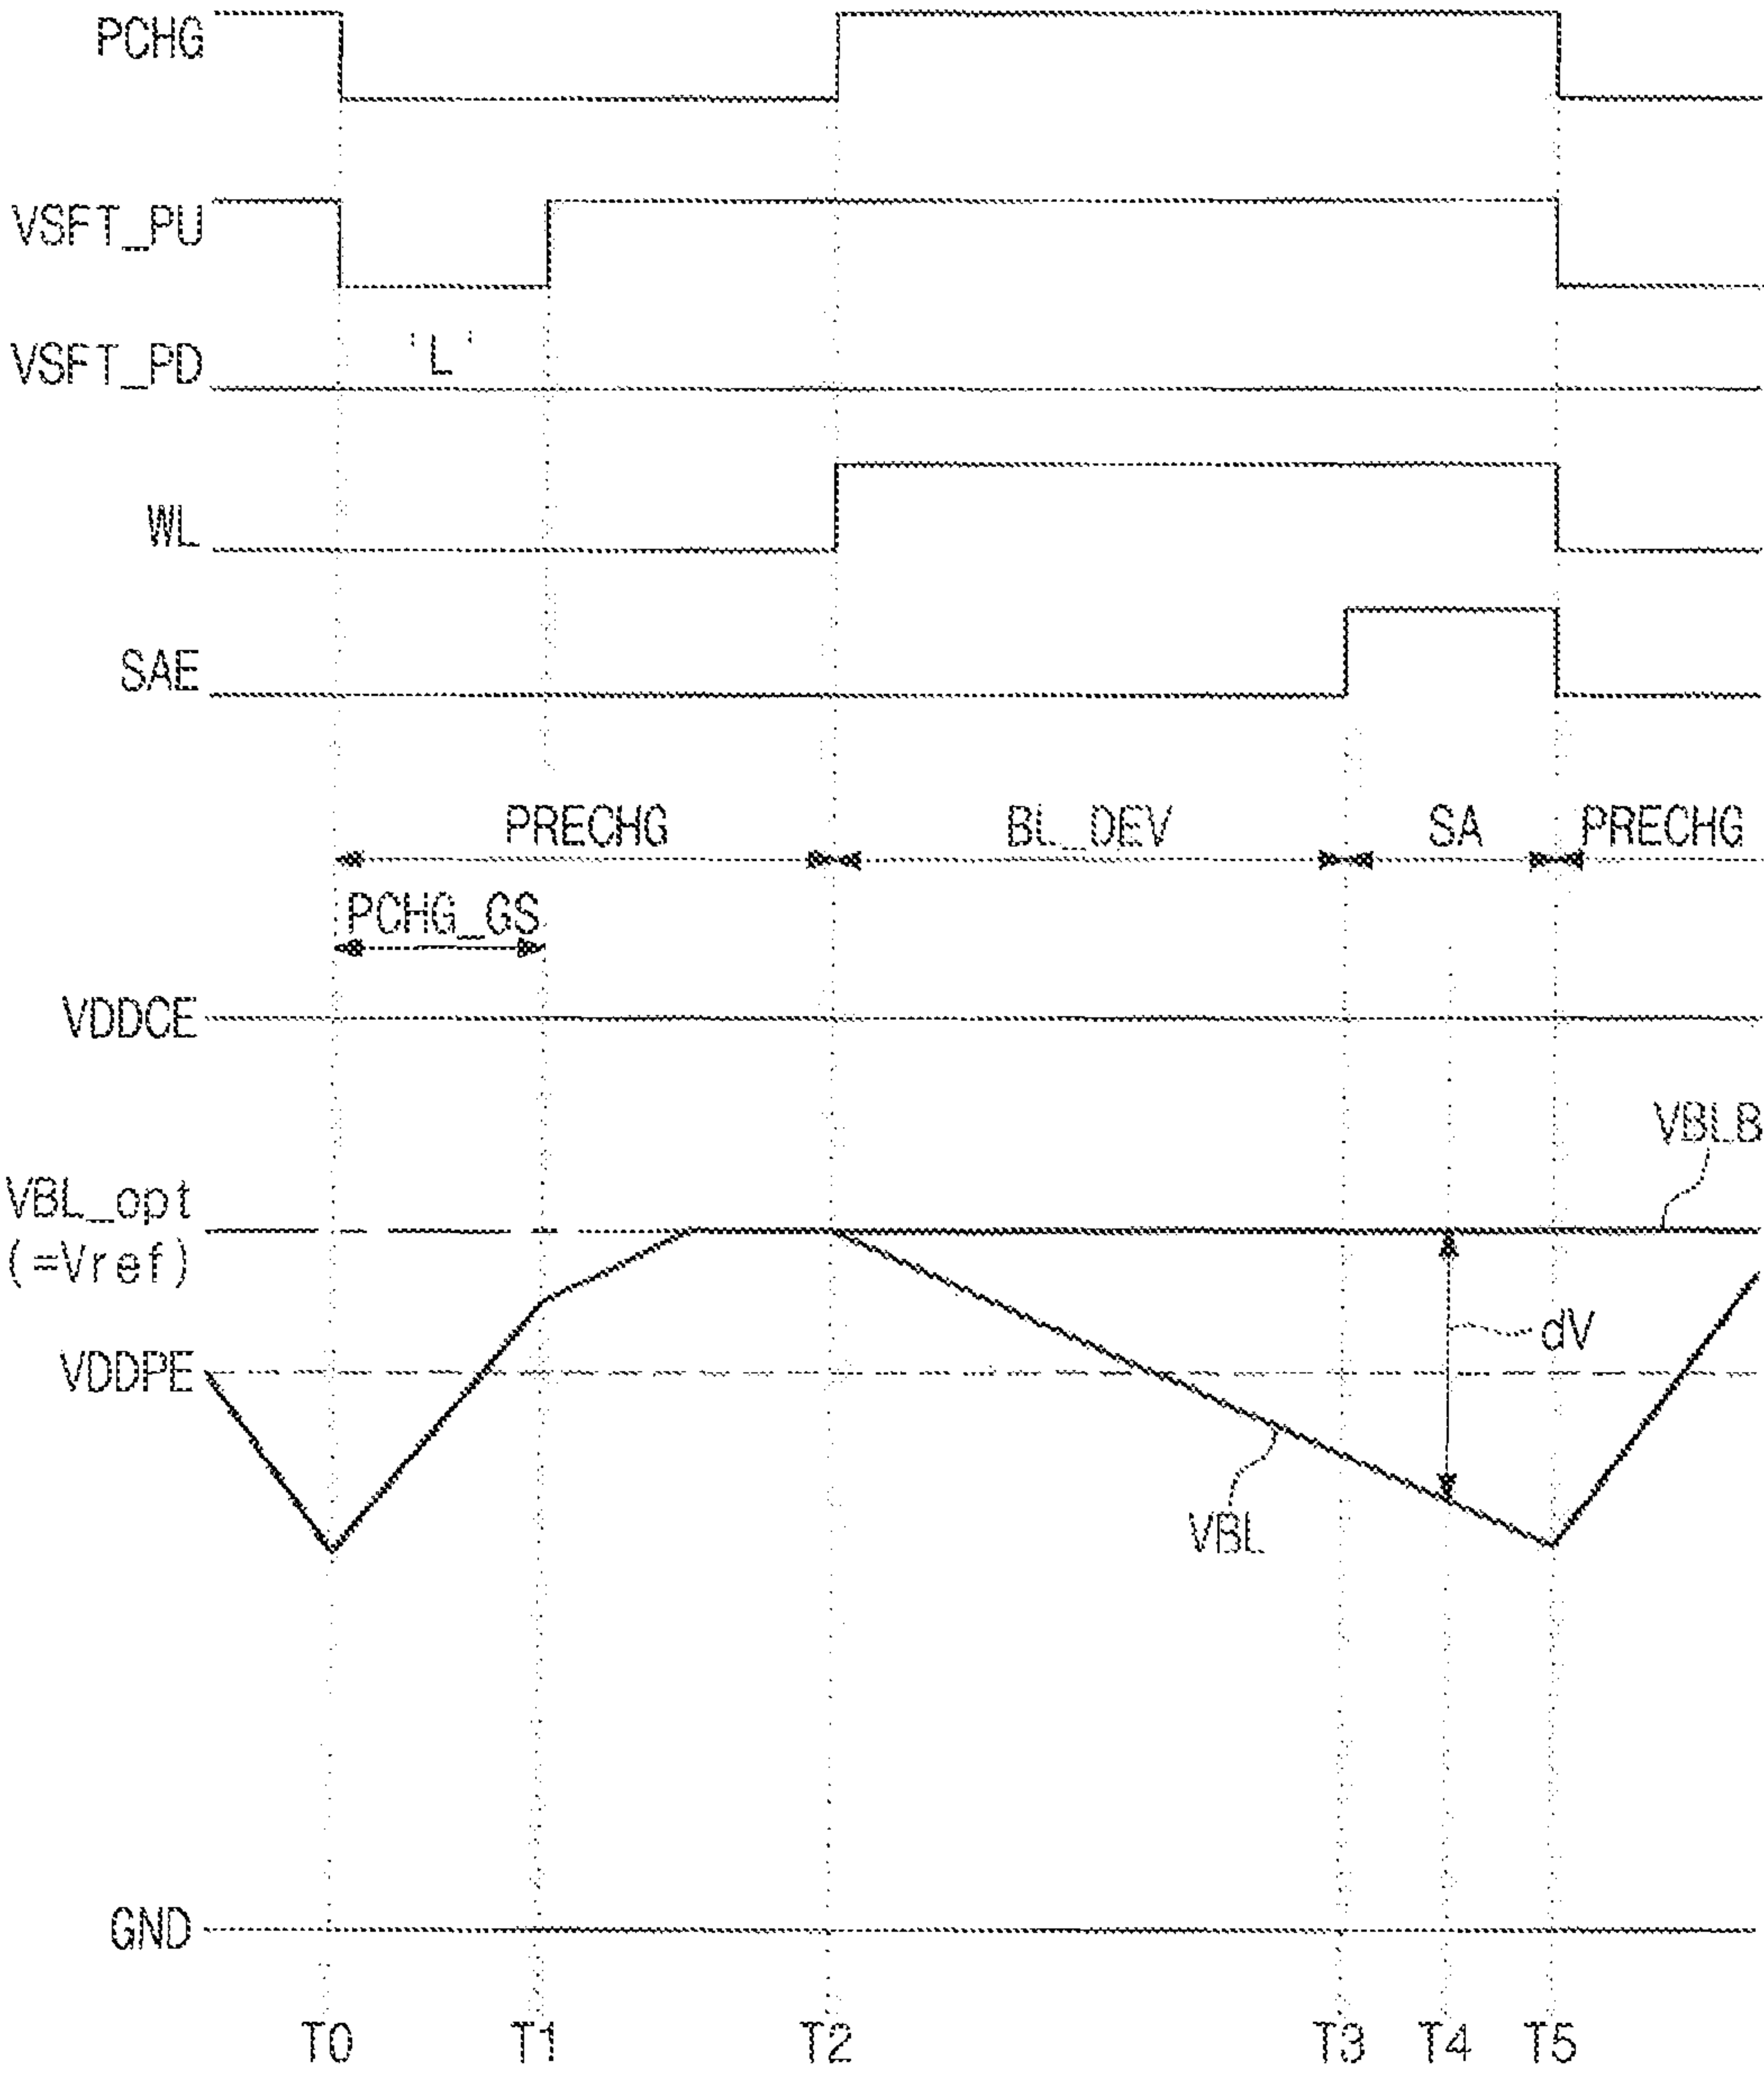 PCHG
VSFT_PU
VSFT_PD
'L'
WL
SAE
PRECHG BL_DEV SA PRECHG
PCHG_GS
VDDCE
VBLB
VBL_opt
(=Vref)
dV
VDDPE
VBL
GND
T0 T1 T2 T3 T4 T5